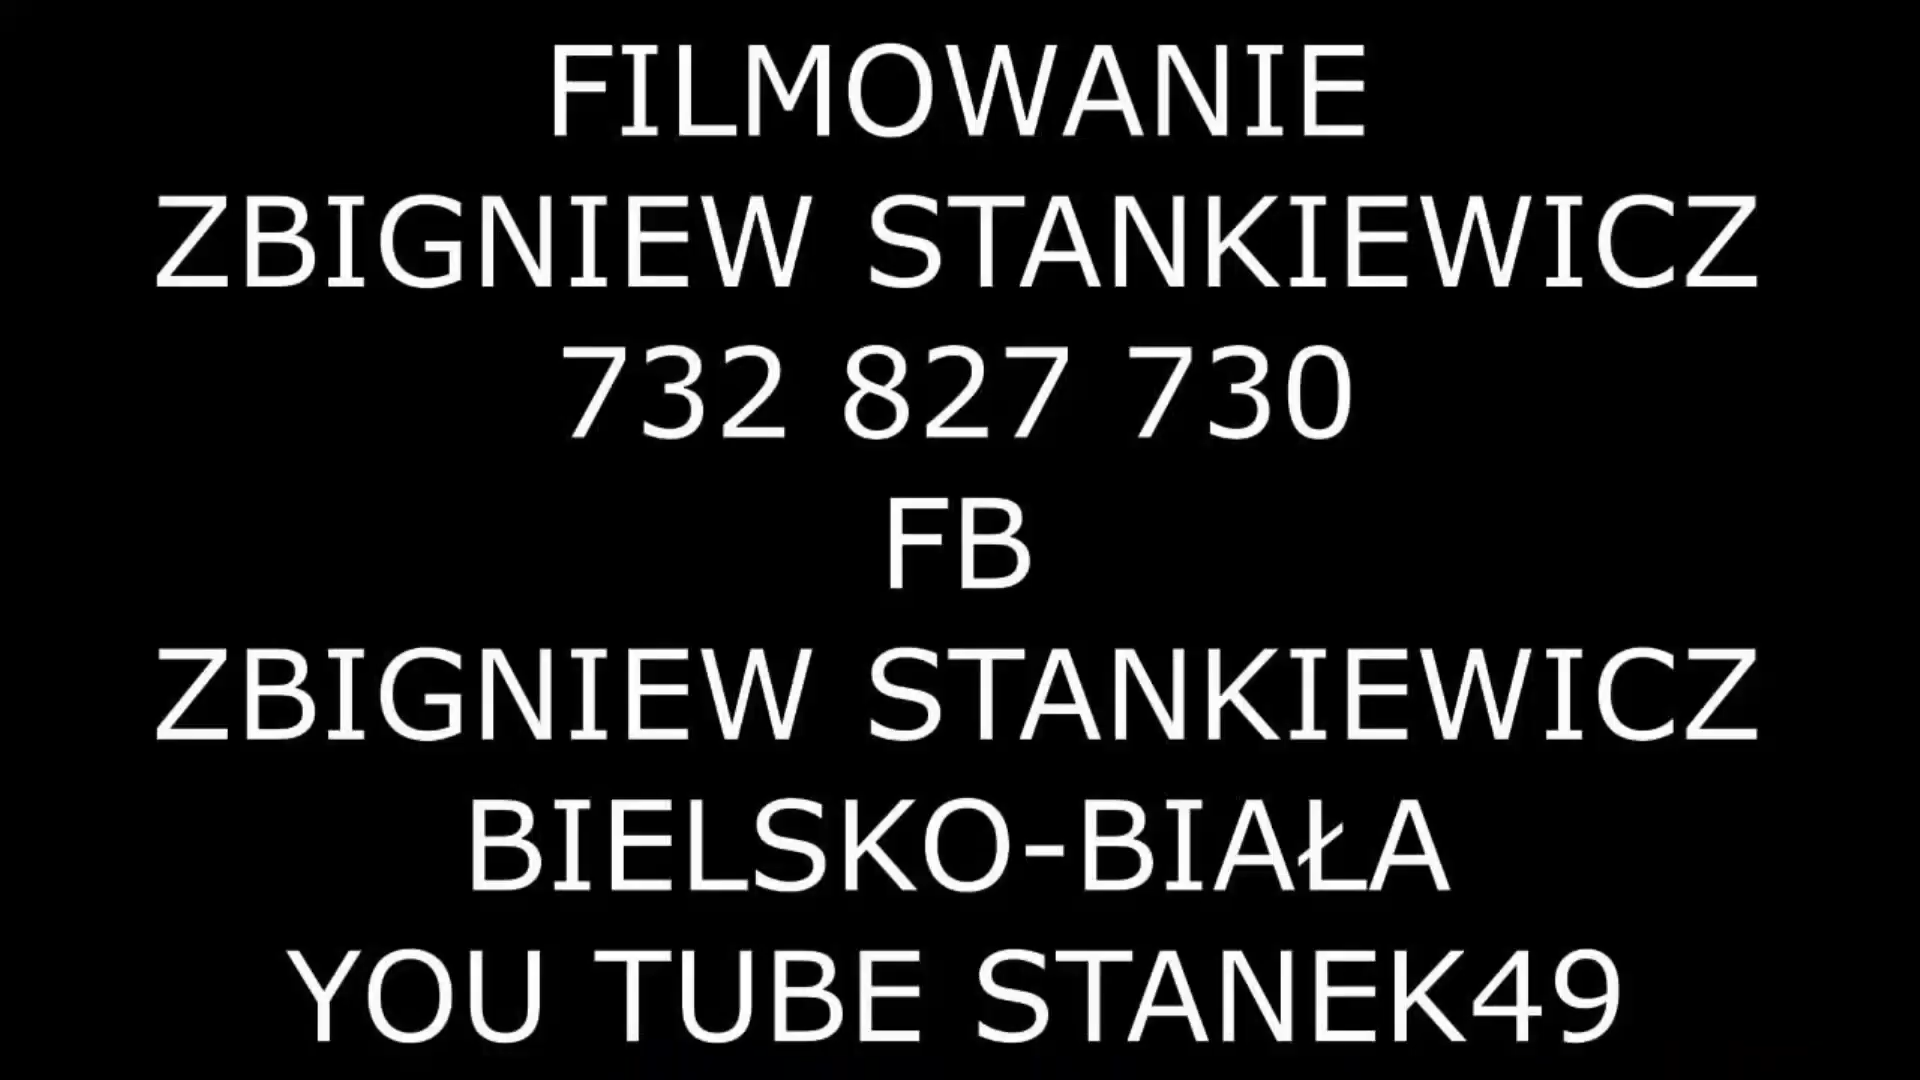 FILMOWANIE
ZBIGNIEW STANKIEWICZ
732 827 730
FB
ZBIGNIEW STANKIEWICZ
BIELSKO-BIAŁA
YOU TUBE STANEK49